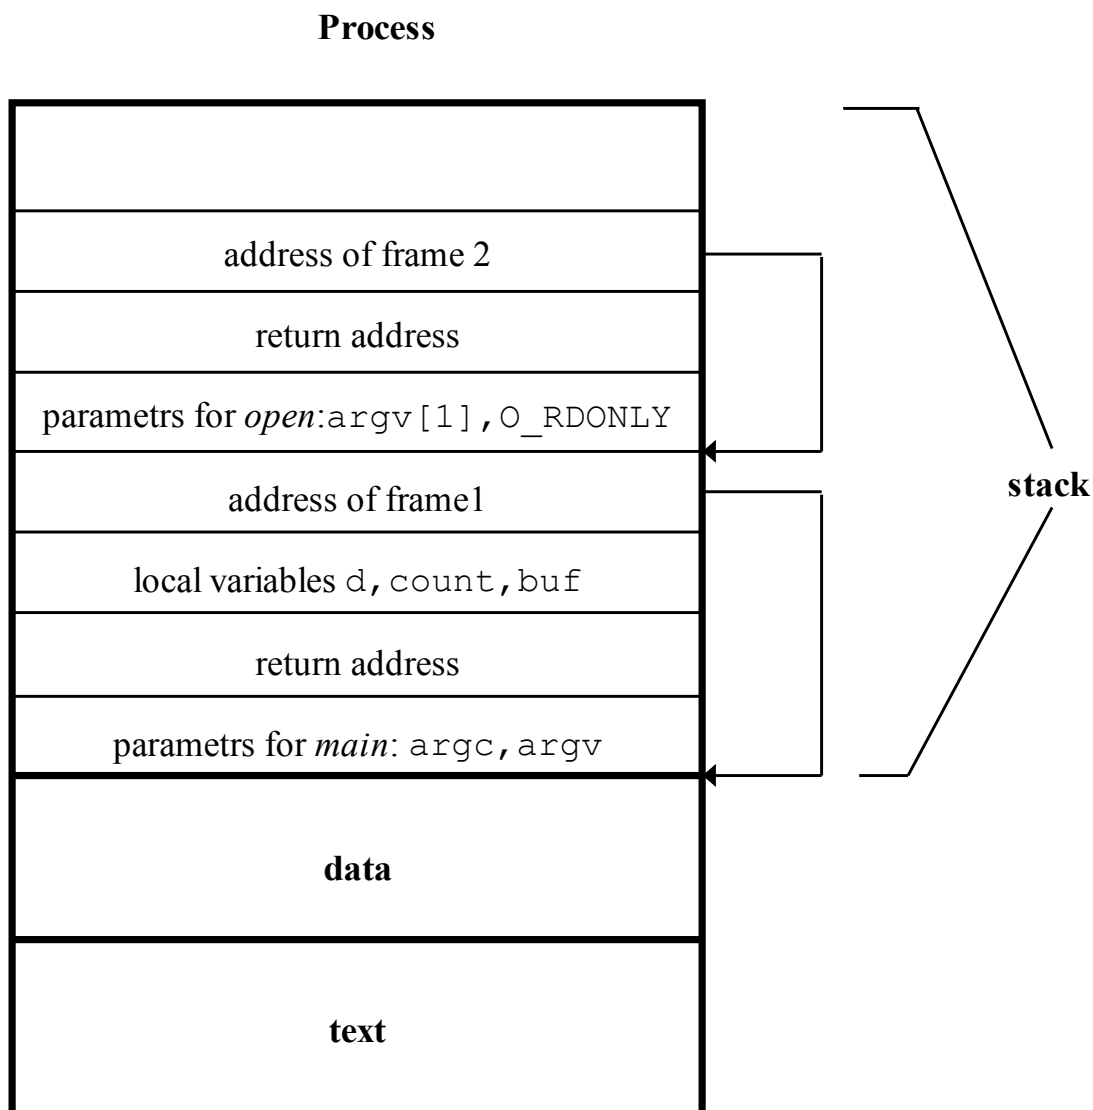 Process
address of frame 2
return address
parametrs for open:argv[1],O_RDONLY
address of frame1
stack
local variables d,count,buf
return address
parametrs for main: argc,argv
data
text